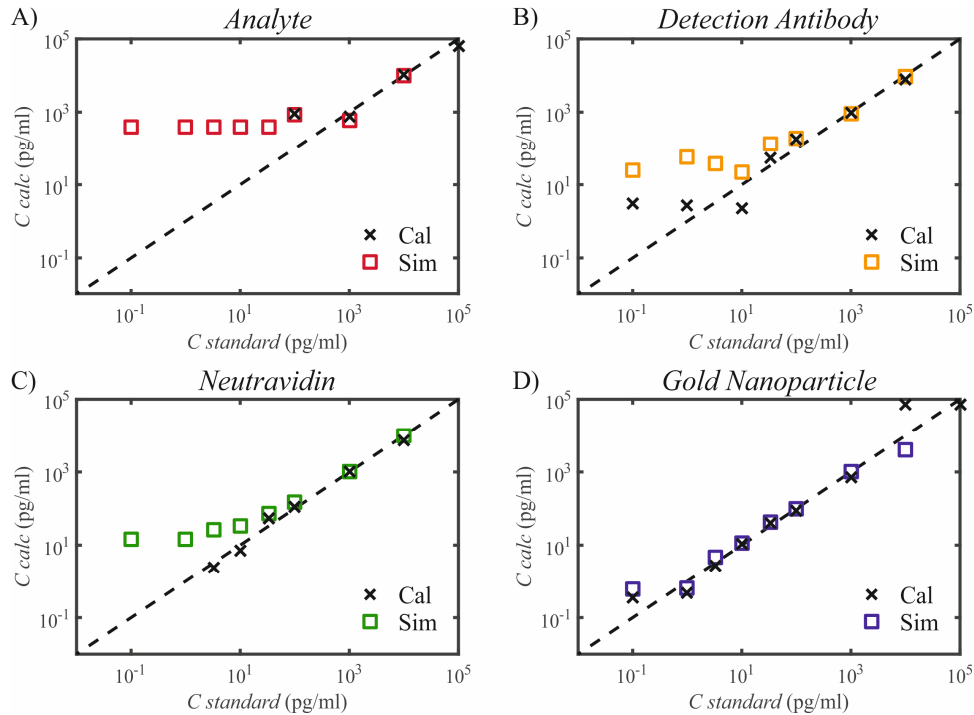 A) Analyte
10^5
10^3
10^1
10^-1
C calc (pg/ml)
Cal
Sim
10^-1 10^1 10^3 10^5
C standard (pg/ml)
B) Detection Antibody
10^5
10^3
10^1
10^-1
C calc (pg/ml)
Cal
Sim
10^-1 10^1 10^3 10^5
C standard (pg/ml)
C) Neutravidin
10^5
10^3
10^1
10^-1
C calc (pg/ml)
Cal
Sim
10^-1 10^1 10^3 10^5
C standard (pg/ml)
D) Gold Nanoparticle
10^5
10^3
10^1
10^-1
C calc (pg/ml)
Cal
Sim
10^-1 10^1 10^3 10^5
C standard (pg/ml)